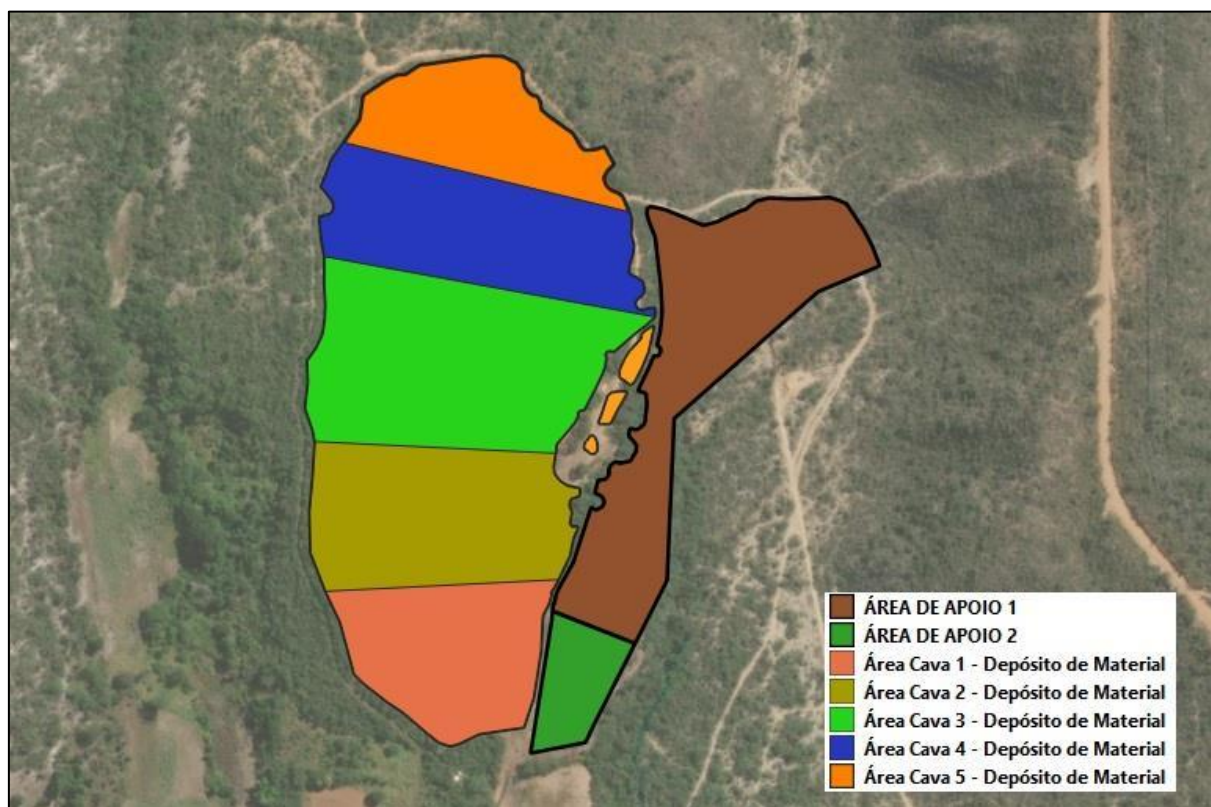 ÁREA DE APOIO 1
ÁREA DE APOIO 2
Área Cava 1 - Depósito de Material
Área Cava 2 - Depósito de Material
Área Cava 3 - Depósito de Material
Área Cava 4 - Depósito de Material
Área Cava 5 - Depósito de Material